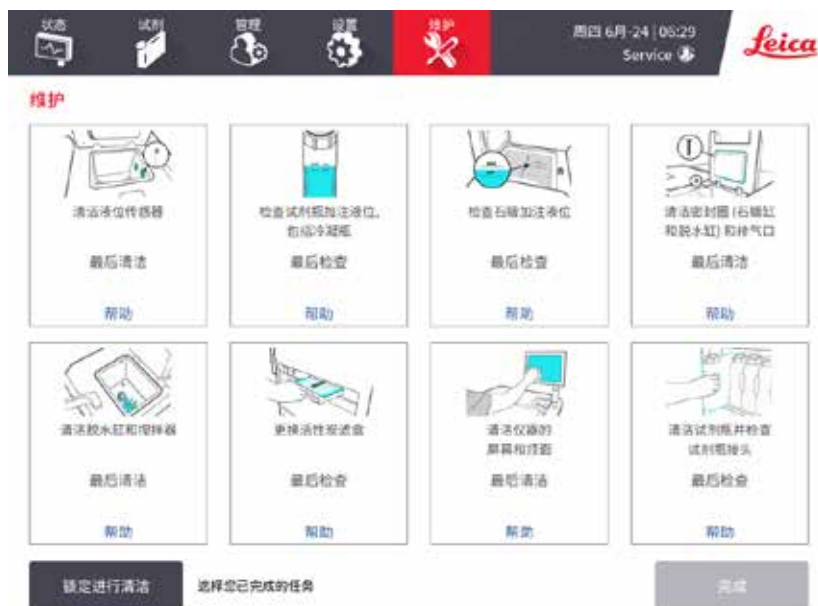 状态
试剂
管理
设置
维护
周四 6月-24 | 06:29
Service
Leica
维护
清洁液位传感器
最后清洁
帮助
检查试剂瓶加注液位,
包括冷凝瓶
最后检查
帮助
检查石蜡加注液位
最后检查
帮助
清洁密封圈 (石蜡缸
和脱水缸) 和排气口
最后清洁
帮助
清洁脱水缸和搅拌器
最后清洁
帮助
更换活性炭滤盒
最后检查
帮助
清洁仪器的
屏幕和顶面
最后清洁
帮助
清洁试剂瓶并检查
试剂瓶接头
最后检查
帮助
锁定进行清洁
选择您已完成的任务
完成